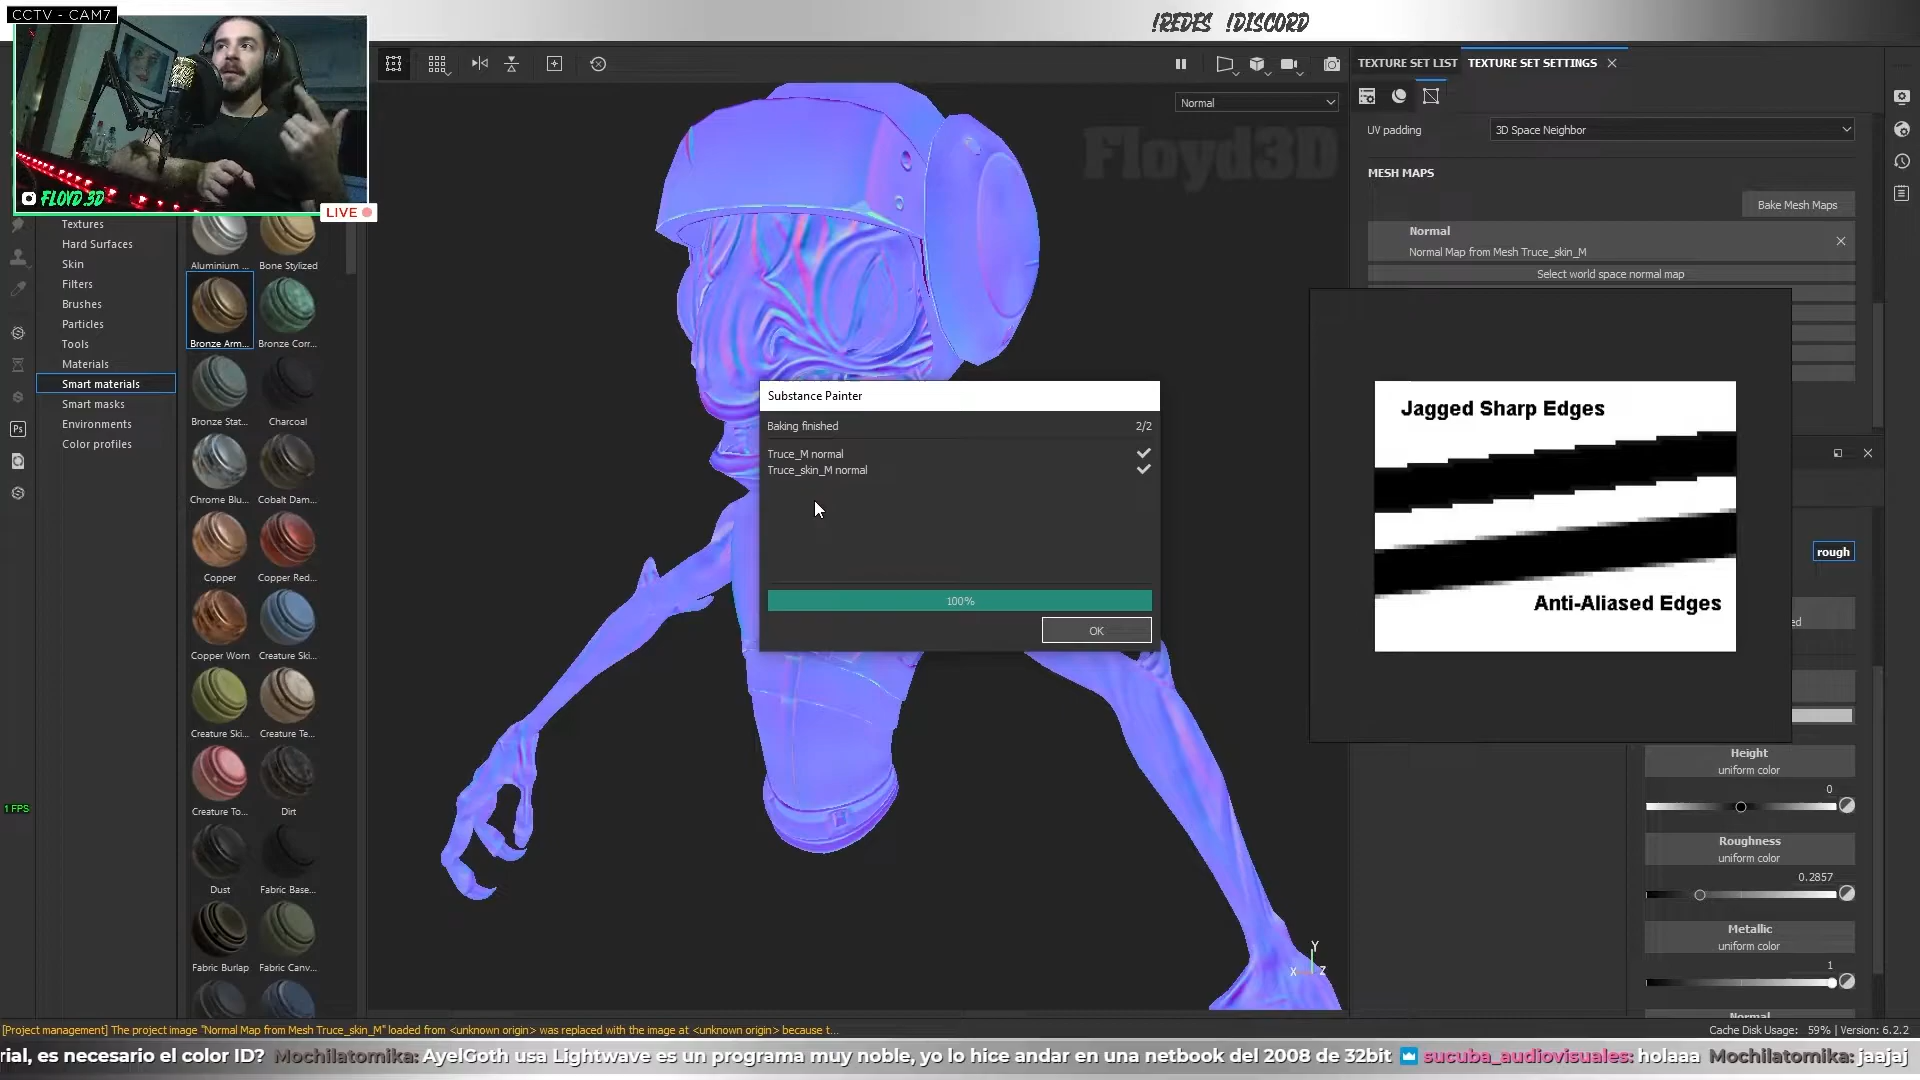 CCTV - CAM7
!REDES !DISCORD
FLOYD.3D
LIVE
Textures
Hard Surfaces
Skin
Filters
Brushes
Particles
Tools
Materials
Smart materials
Smart masks
Environments
Color profiles
Ps
1 FPS
Aluminium ... Bone Stylized
Bronze Arm... Bronze Corr...
Bronze Stat... Charcoal
Chrome Blu... Cobalt Dam...
Copper Copper Red...
Copper Worn Creature Ski...
Creature Ski... Creature Te...
Creature To... Dirt
Dust Fabric Base...
Fabric Burlap Fabric Canv...
Normal
Floyd3D
Substance Painter
Baking finished 2/2
Truce_M normal
Truce_skin_M normal
100%
OK
Y
X Z
TEXTURE SET LIST TEXTURE SET SETTINGS
UV padding 3D Space Neighbor
MESH MAPS
Bake Mesh Maps
Normal
Normal Map from Mesh Truce_skin_M
Select world space normal map
Jagged Sharp Edges
Anti-Aliased Edges
rough
ed
Height
uniform color
0
Roughness
uniform color
0.2857
Metallic
uniform color
1
Normal
[Project management] The project image "Normal Map from Mesh Truce_skin_M" loaded from <unknown origin> was replaced with the image at <unknown origin> because t...
Cache Disk Usage: 59% | Version: 6.2.2
rial, es necesario el color ID? Mochilatomika: AyelGoth usa Lightwave es un programa muy noble, yo lo hice andar en una netbook del 2008 de 32bit sucuba_audiovisuales: holaaa Mochilatomika: jaajaj